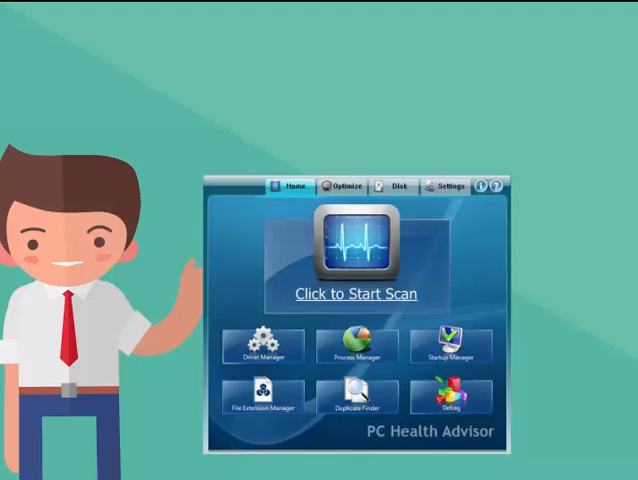 Home Optimize Disk Settings
Click to Start Scan
Driver Manager Process Manager Startup Manager
File Extension Manager Duplicate Finder Defrag
PC Health Advisor